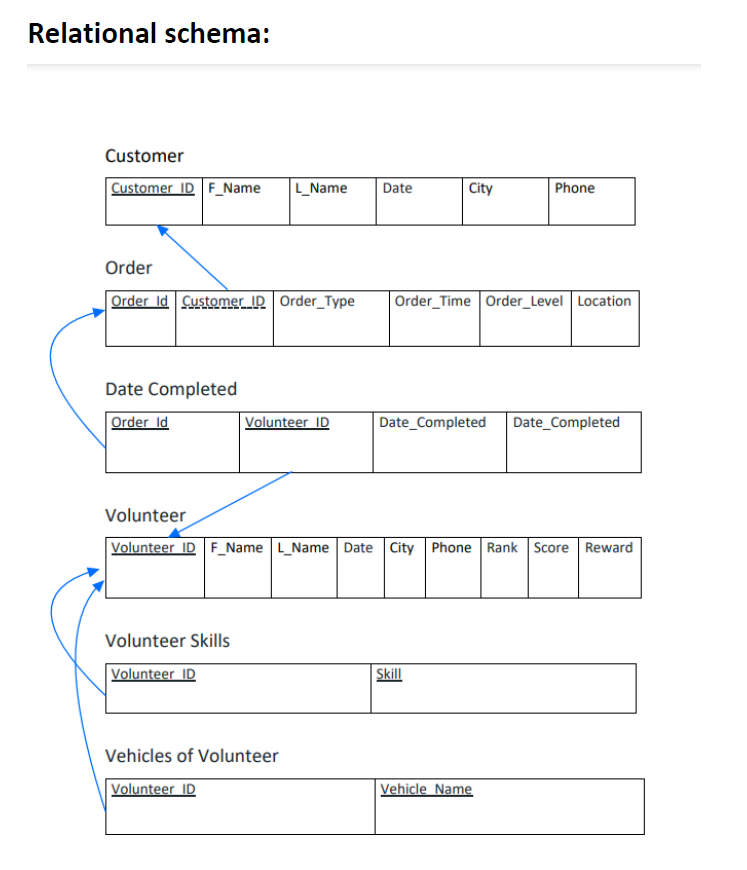 Relational schema:
Customer
Customer_ID F_Name L_Name Date City Phone
Order
Order_Id Customer_ID Order_Type Order_Time Order_Level Location
Date Completed
Order_Id Volunteer_ID Date_Completed Date_Completed
Volunteer
Volunteer_ID F_Name L_Name Date City Phone Rank Score Reward
Volunteer Skills
Volunteer_ID Skill
Vehicles of Volunteer
Volunteer_ID Vehicle_Name